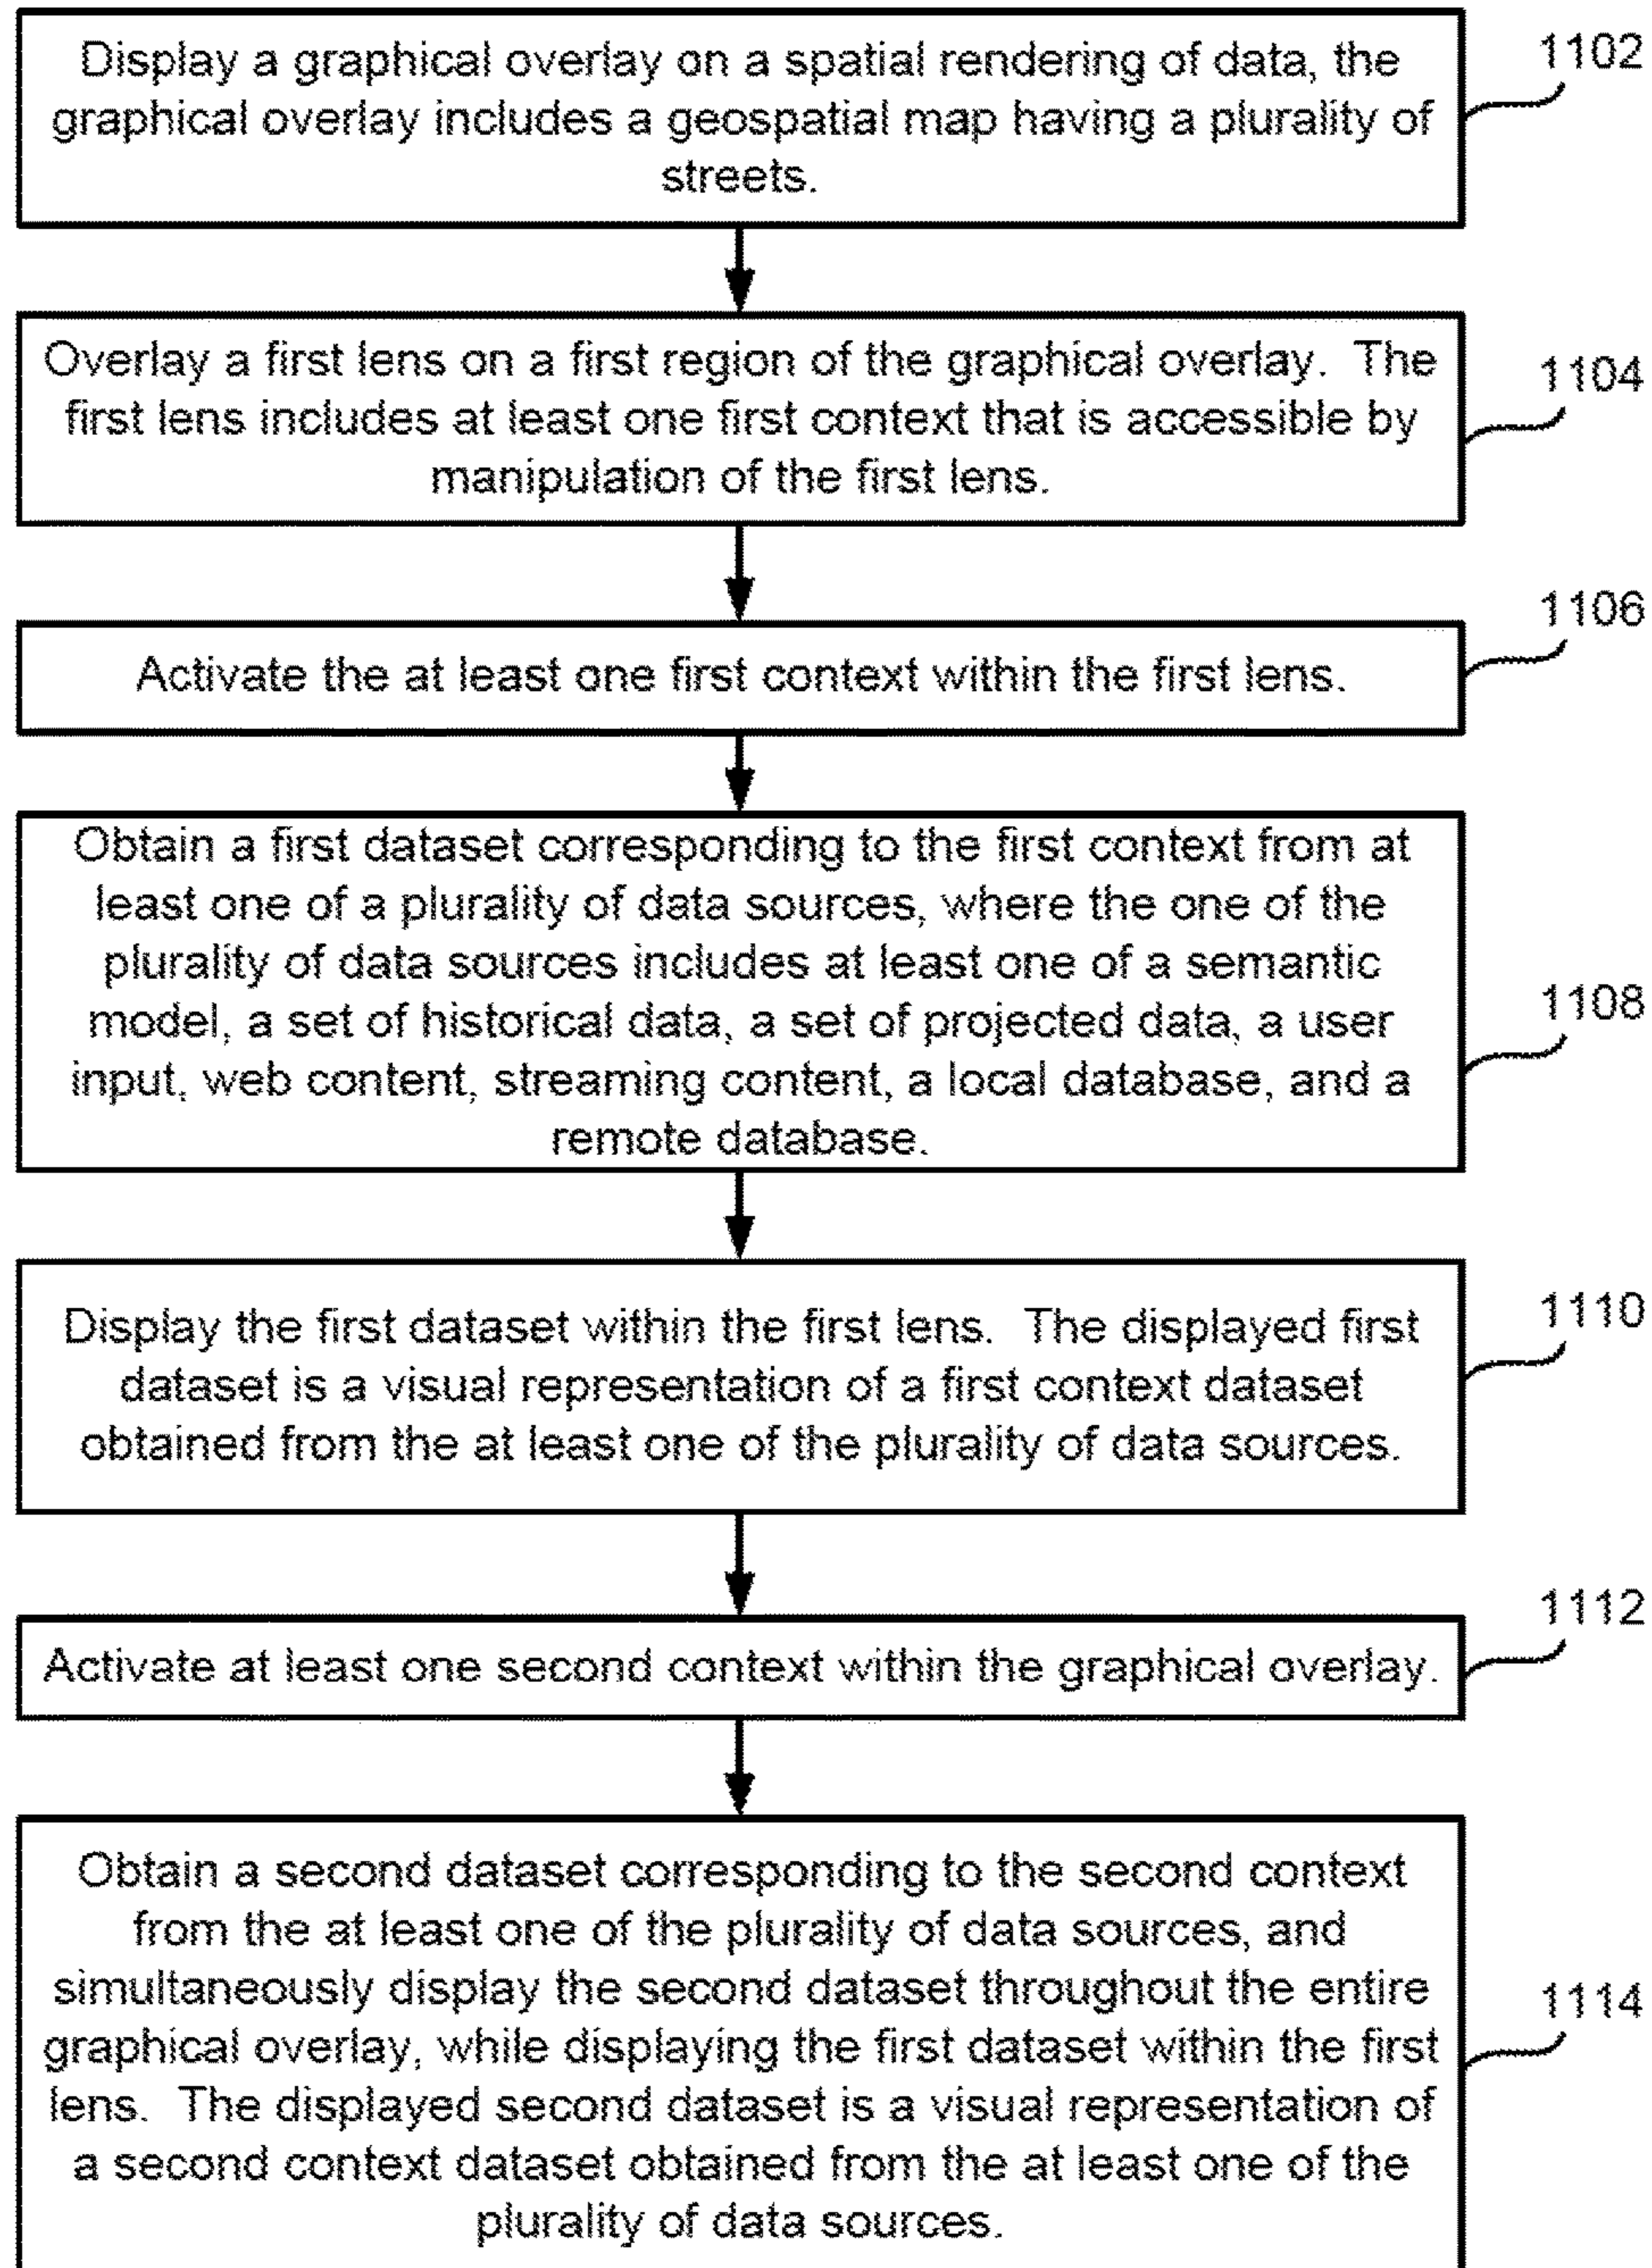 Display a graphical overlay on a spatial rendering of data, the
graphical overlay includes a geospatial map having a plurality of
streets.
1102
Overlay a first lens on a first region of the graphical overlay. The
first lens includes at least one first context that is accessible by
manipulation of the first lens.
1104
Activate the at least one first context within the first lens.
1106
Obtain a first dataset corresponding to the first context from at
least one of a plurality of data sources, where the one of the
plurality of data sources includes at least one of a semantic
model, a set of historical data, a set of projected data, a user
input, web content, streaming content, a local database, and a
remote database.
1108
Display the first dataset within the first lens. The displayed first
dataset is a visual representation of a first context dataset
obtained from the at least one of the plurality of data sources.
1110
Activate at least one second context within the graphical overlay.
1112
Obtain a second dataset corresponding to the second context
from the at least one of the plurality of data sources, and
simultaneously display the second dataset throughout the entire
graphical overlay, while displaying the first dataset within the first
lens. The displayed second dataset is a visual representation of
a second context dataset obtained from the at least one of the
plurality of data sources.
1114